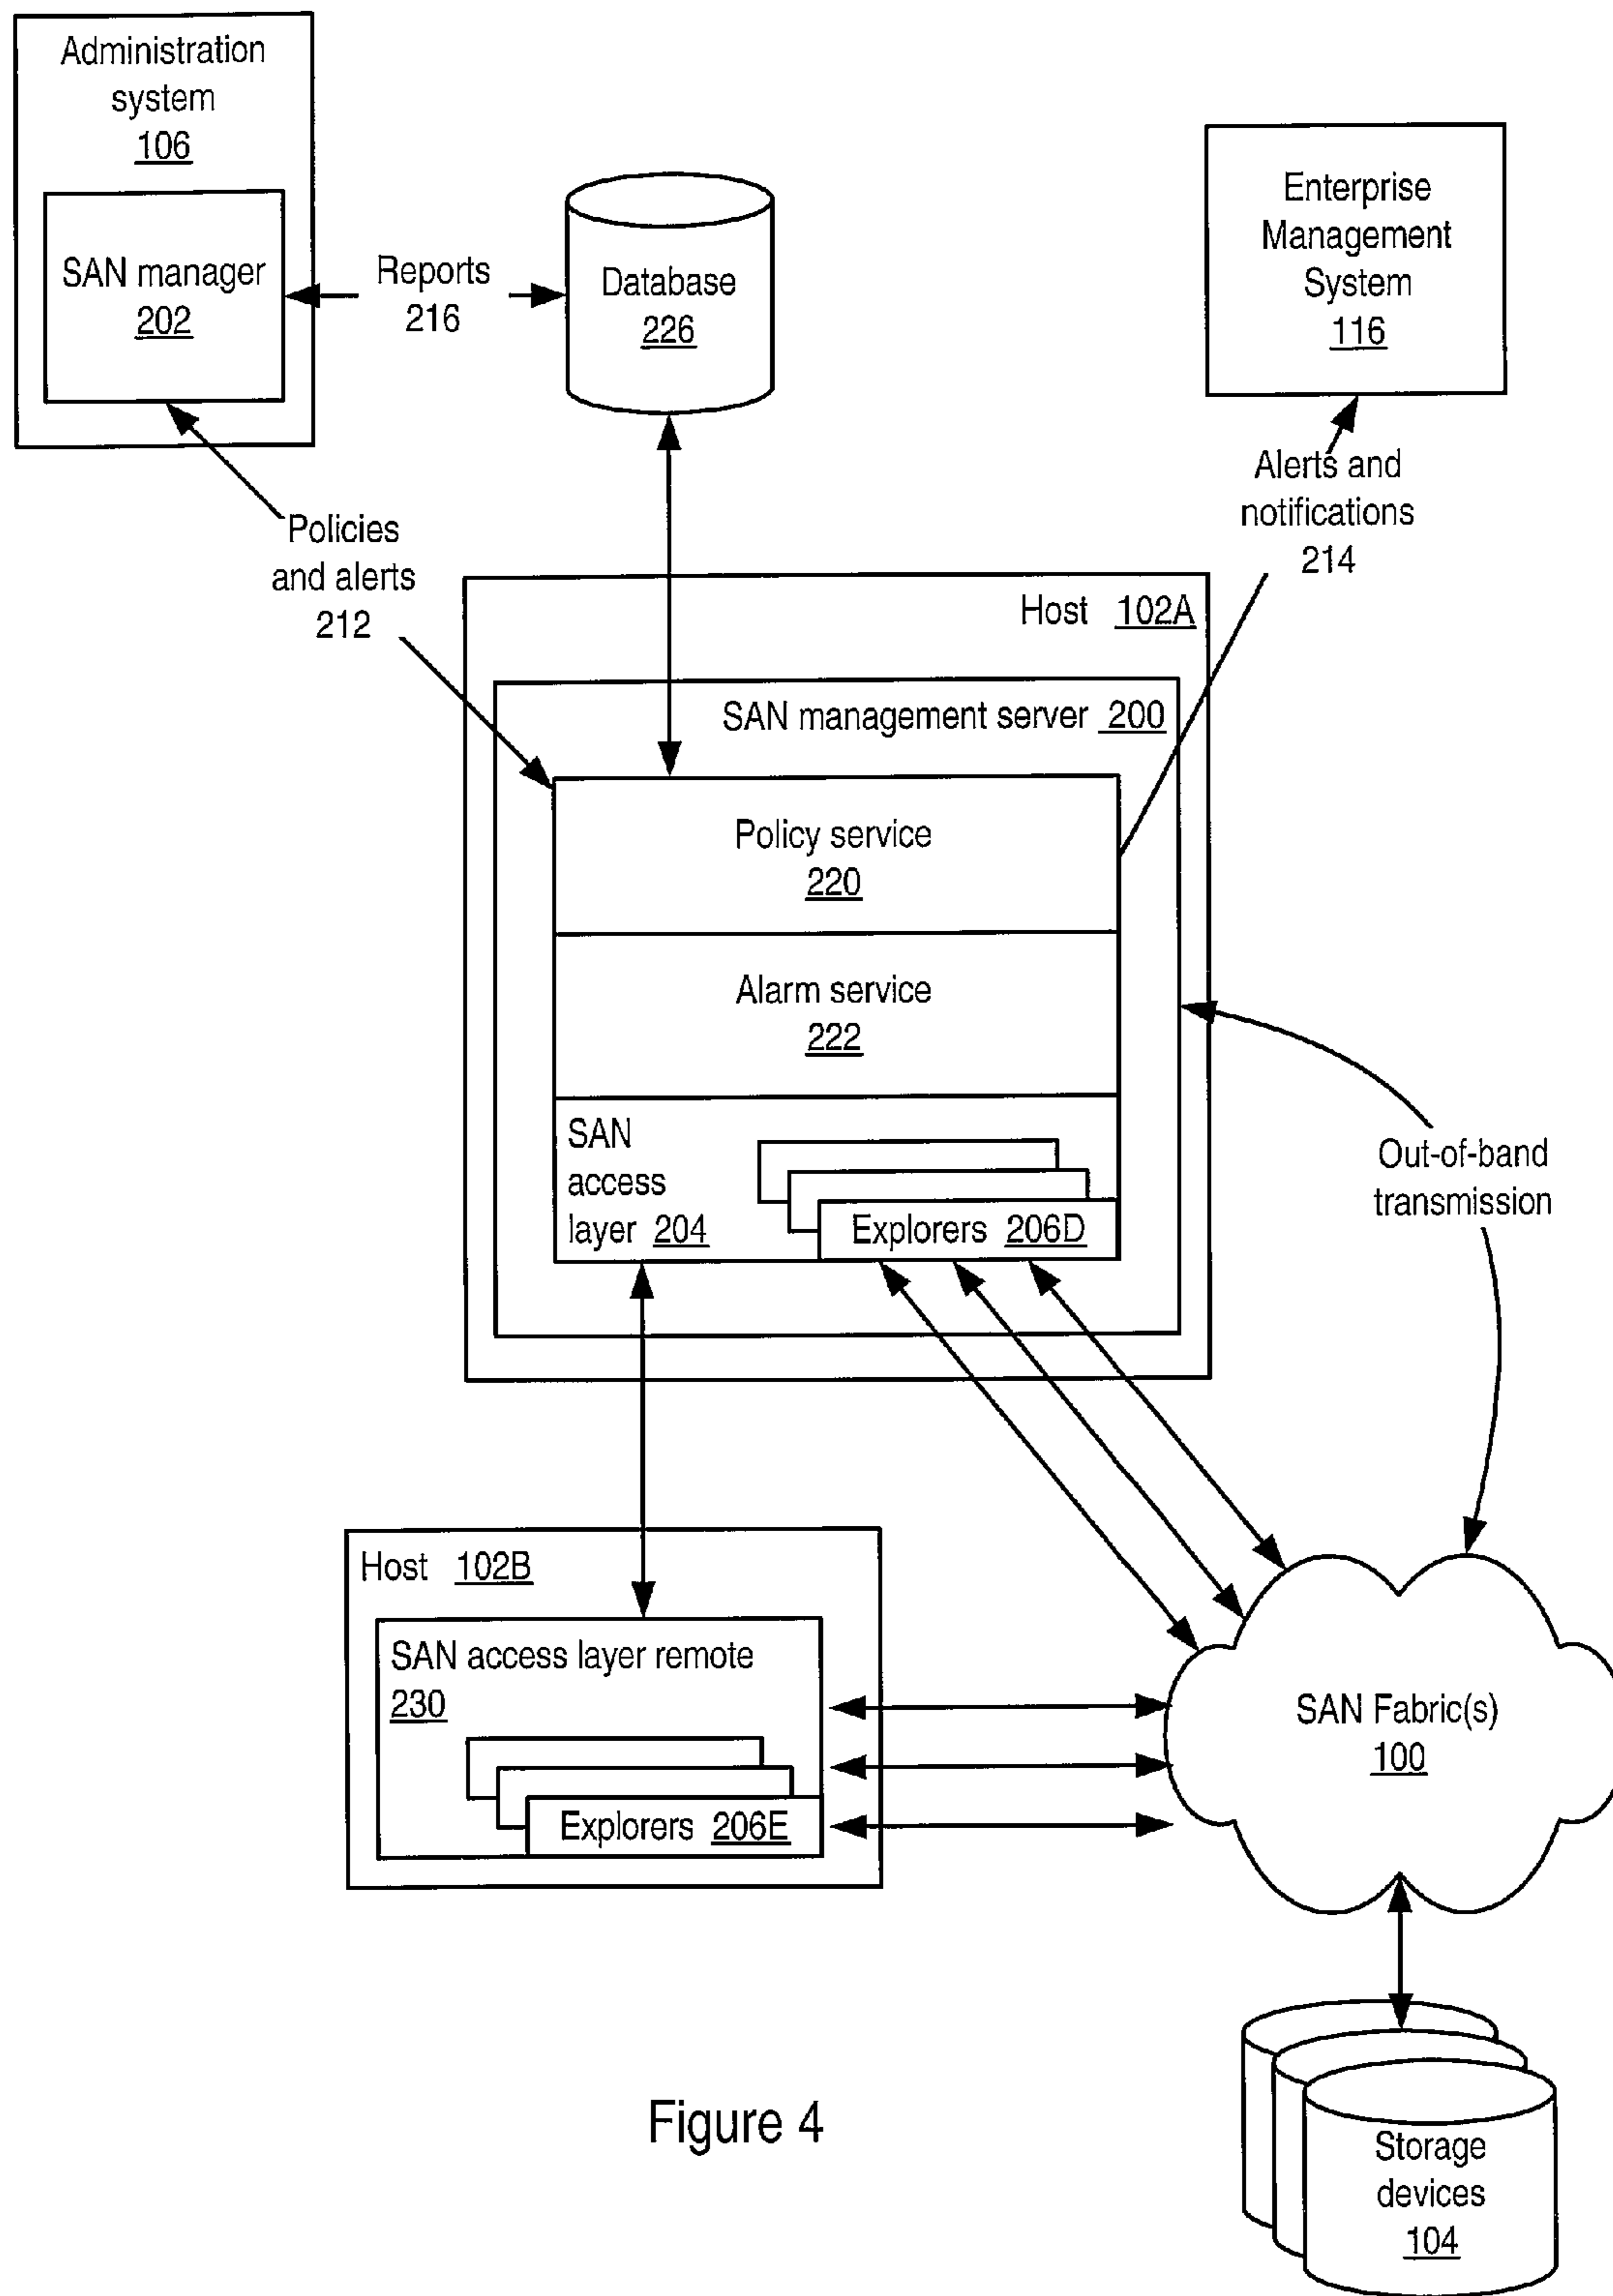 Administration
system
106
SAN manager
202
Reports
216
Database
226
Enterprise
Management
System
116
Policies
and alerts
212
Alerts and
notifications
214
Host 102A
SAN management server 200
Policy service
220
Alarm service
222
SAN
access
layer 204
Explorers 206D
Out-of-band
transmission
Host 102B
SAN access layer remote
230
Explorers 206E
SAN Fabric(s)
100
Storage
devices
104
Figure 4